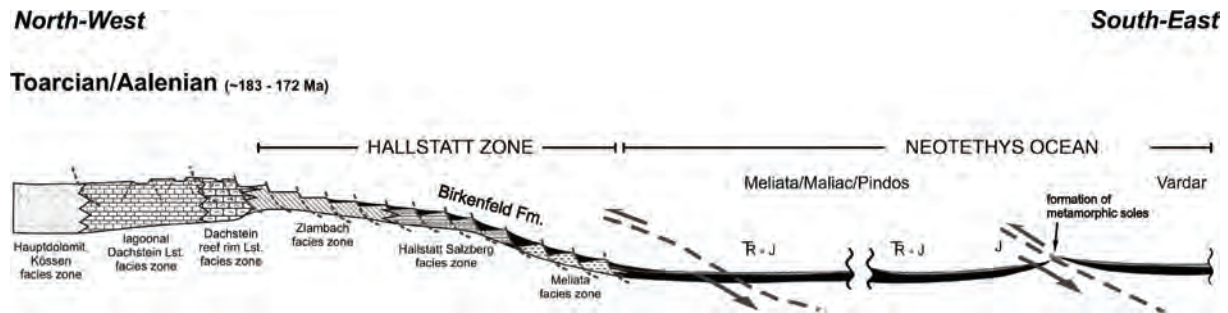 North-West
South-East
Toarcian/Aalenian (~183 - 172 Ma)
HALLSTATT ZONE
NEOTETHYS OCEAN
Meliata/Maliac/Pindos
Vardar
Birkenfeld Fm.
formation of
metamorphic soles
Hauptdolomit.
Kössen
facies zone
lagoonal
Dachstein Lst.
facies zone
Dachstein
reef rim Lst.
facies zone
Zlambach
facies zone
Hallstatt Salzberg
facies zone
Meliata
facies zone
T̅R - J
T̅R - J
J